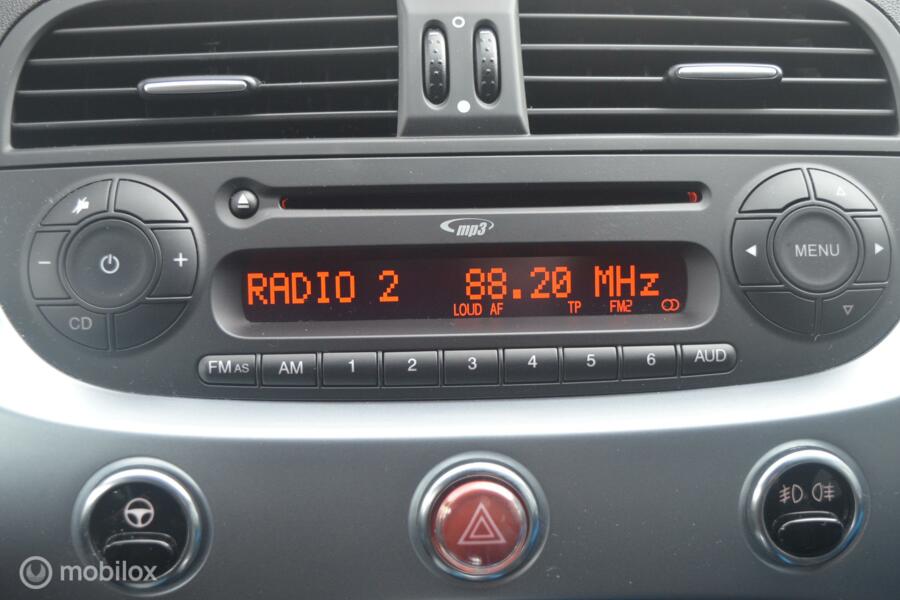 mp3
RADIO 2 88.20 MHz
LOUD AF TP FM2
MENU
CD
FM AS AM 1 2 3 4 5 6 AUD
mobilox